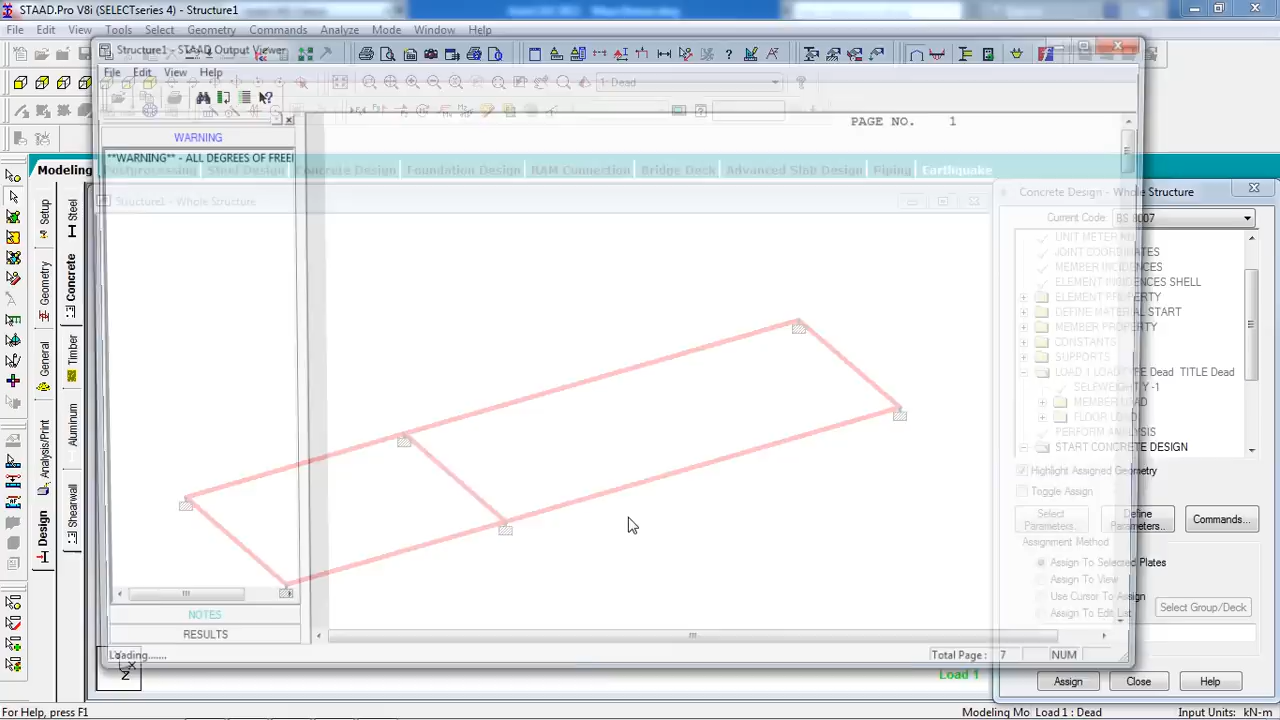 STAAD.Pro V8i (SELECTseries 4) - Structure1
File Edit View Tools Select Geometry Commands Analyze Mode Window Help
Structure1 - STAAD Output Viewer
File Edit View Help
1: Dead
PAGE NO. 1
WARNING
**WARNING** - ALL DEGREES OF FREE
Modeling Postprocessing Steel Design Concrete Design Foundation Design RAM Connection Bridge Deck Advanced Slab Design Piping Earthquake
Structure1 - Whole Structure
Concrete Design - Whole Structure
Current Code: BS 8007
UNIT METER KN
JOINT COORDINATES
MEMBER INCIDENCES
ELEMENT INCIDENCES SHELL
ELEMENT PROPERTY
DEFINE MATERIAL START
MEMBER PROPERTY
CONSTANTS
SUPPORTS
LOAD 1 LOADTYPE Dead TITLE Dead
SELFWEIGHT Y -1
MEMBER LOAD
FLOOR LOAD
PERFORM ANALYSIS
START CONCRETE DESIGN
Highlight Assigned Geometry
Toggle Assign
Select Parameters..
Define Parameters..
Commands...
Assignment Method
Assign To Selected Plates
Assign To View
Use Cursor To Assign
Assign To Edit List
Select Group/Deck
Assign Close Help
Setup
Geometry
General
Analysis/Print
Design
Steel
Concrete
Timber
Aluminum
Shearwall
NOTES
RESULTS
Loading.......
Total Page: 7 NUM
Z
X
Load 1
For Help, press F1
Modeling Mo Load 1 : Dead Input Units: kN-m